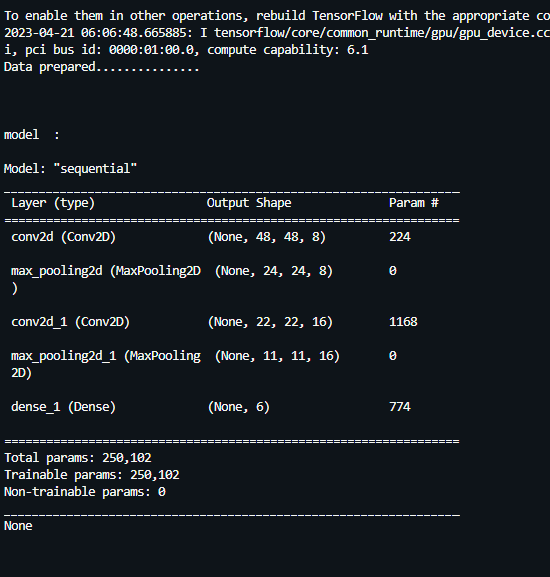 To enable them in other operations, rebuild TensorFlow with the appropriate co
2023-04-21 06:06:48.665885: I tensorflow/core/common_runtime/gpu/gpu_device.cc
i, pci bus id: 0000:01:00.0, compute capability: 6.1
Data prepared...............
model  :
Model: "sequential"
_________________________________________________________________
Layer (type)                Output Shape              Param #
=================================================================
conv2d (Conv2D)             (None, 48, 48, 8)         224
max_pooling2d (MaxPooling2D  (None, 24, 24, 8)        0
)
conv2d_1 (Conv2D)           (None, 22, 22, 16)        1168
max_pooling2d_1 (MaxPooling  (None, 11, 11, 16)       0
2D)
dense_1 (Dense)             (None, 6)                 774
=================================================================
Total params: 250,102
Trainable params: 250,102
Non-trainable params: 0
_________________________________________________________________
None